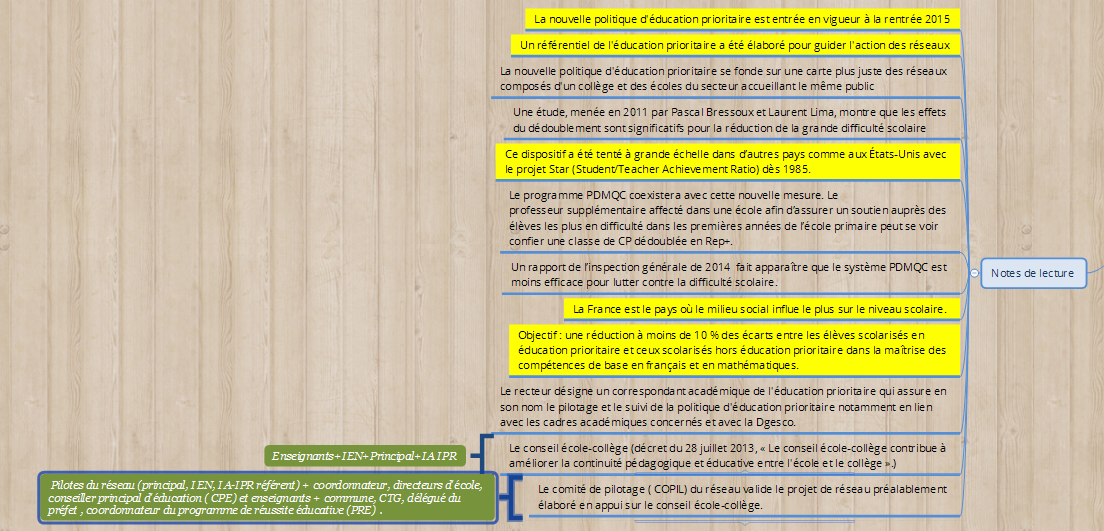 La nouvelle politique d'éducation prioritaire est entrée en vigueur à la rentrée 2015
Un référentiel de l'éducation prioritaire a été élaboré pour guider l'action des réseaux
La nouvelle politique d'éducation prioritaire se fonde sur une carte plus juste des réseaux
composés d'un collège et des écoles du secteur accueillant le même public
Une étude, menée en 2011 par Pascal Bressoux et Laurent Lima, montre que les effets
du dédoublement sont significatifs pour la réduction de la grande difficulté scolaire
Ce dispositif a été tenté à grande échelle dans d'autres pays comme aux États-Unis avec
le projet Star (Student/Teacher Achievement Ratio) dès 1985.
Le programme PDMQC coexistera avec cette nouvelle mesure. Le
professeur supplémentaire affecté dans une école afin d'assurer un soutien auprès des
élèves les plus en difficulté dans les premières années de l'école primaire peut se voir
confier une classe de CP dédoublée en Rep+.
Un rapport de l'inspection générale de 2014 fait apparaître que le système PDMQC est
moins efficace pour lutter contre la difficulté scolaire.
Notes de lecture
La France est le pays où le milieu social influe le plus sur le niveau scolaire.
Objectif : une réduction à moins de 10 % des écarts entre les élèves scolarisés en
éducation prioritaire et ceux scolarisés hors éducation prioritaire dans la maîtrise des
compétences de base en français et en mathématiques.
Le recteur désigne un correspondant académique de l'éducation prioritaire qui assure en
son nom le pilotage et le suivi de la politique d'éducation prioritaire notamment en lien
avec les cadres académiques concernés et avec la Dgesco.
Enseignants+IEN+Principal+IA IPR
Le conseil école-collège (décret du 28 juillet 2013, « Le conseil école-collège contribue à
améliorer la continuité pédagogique et éducative entre l'école et le collège ».)
Pilotes du réseau (principal, IEN, IA-IPR référent) + coordonnateur, directeurs d'école,
conseiller principal d'éducation ( CPE) et enseignants + commune, CTG, délégué du
préfet , coordonnateur du programme de réussite éducative (PRE) .
Le comité de pilotage ( COPIL) du réseau valide le projet de réseau préalablement
élaboré en appui sur le conseil école-collège.